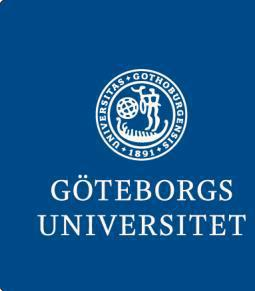 UNIVERSITAS • GOTHOBURGENSIS • 1891 •
GÖTEBORGS
UNIVERSITET